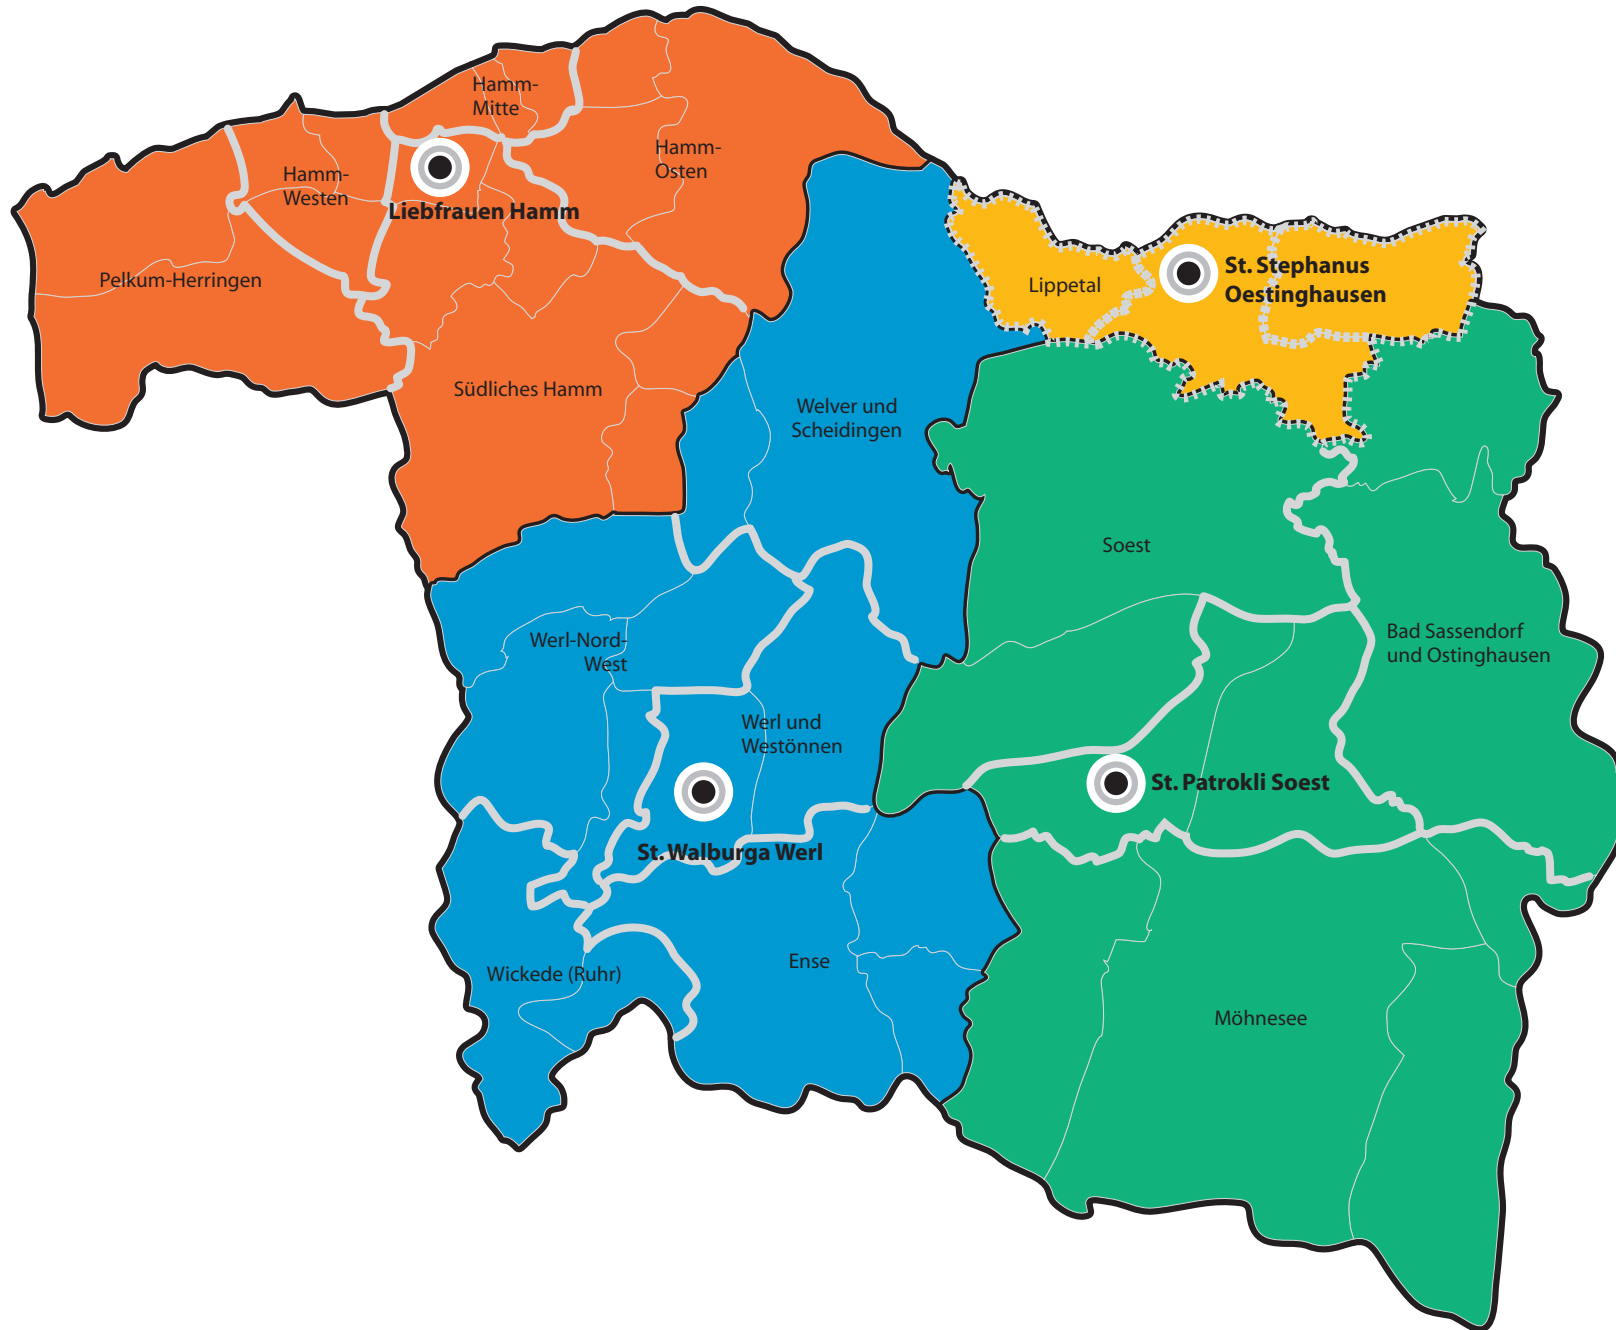 Hamm-
Mitte
Hamm-
Osten
Hamm-
Westen
Liebfrauen Hamm
Pelkum-Herringen
Lippetal
St. Stephanus
Oestinghausen
Südliches Hamm
Welver und
Scheidingen
Soest
Werl-Nord-
West
Bad Sassendorf
und Ostinghausen
Werl und
Westönnen
St. Patrokli Soest
St. Walburga Werl
Wickede (Ruhr)
Ense
Möhnesee